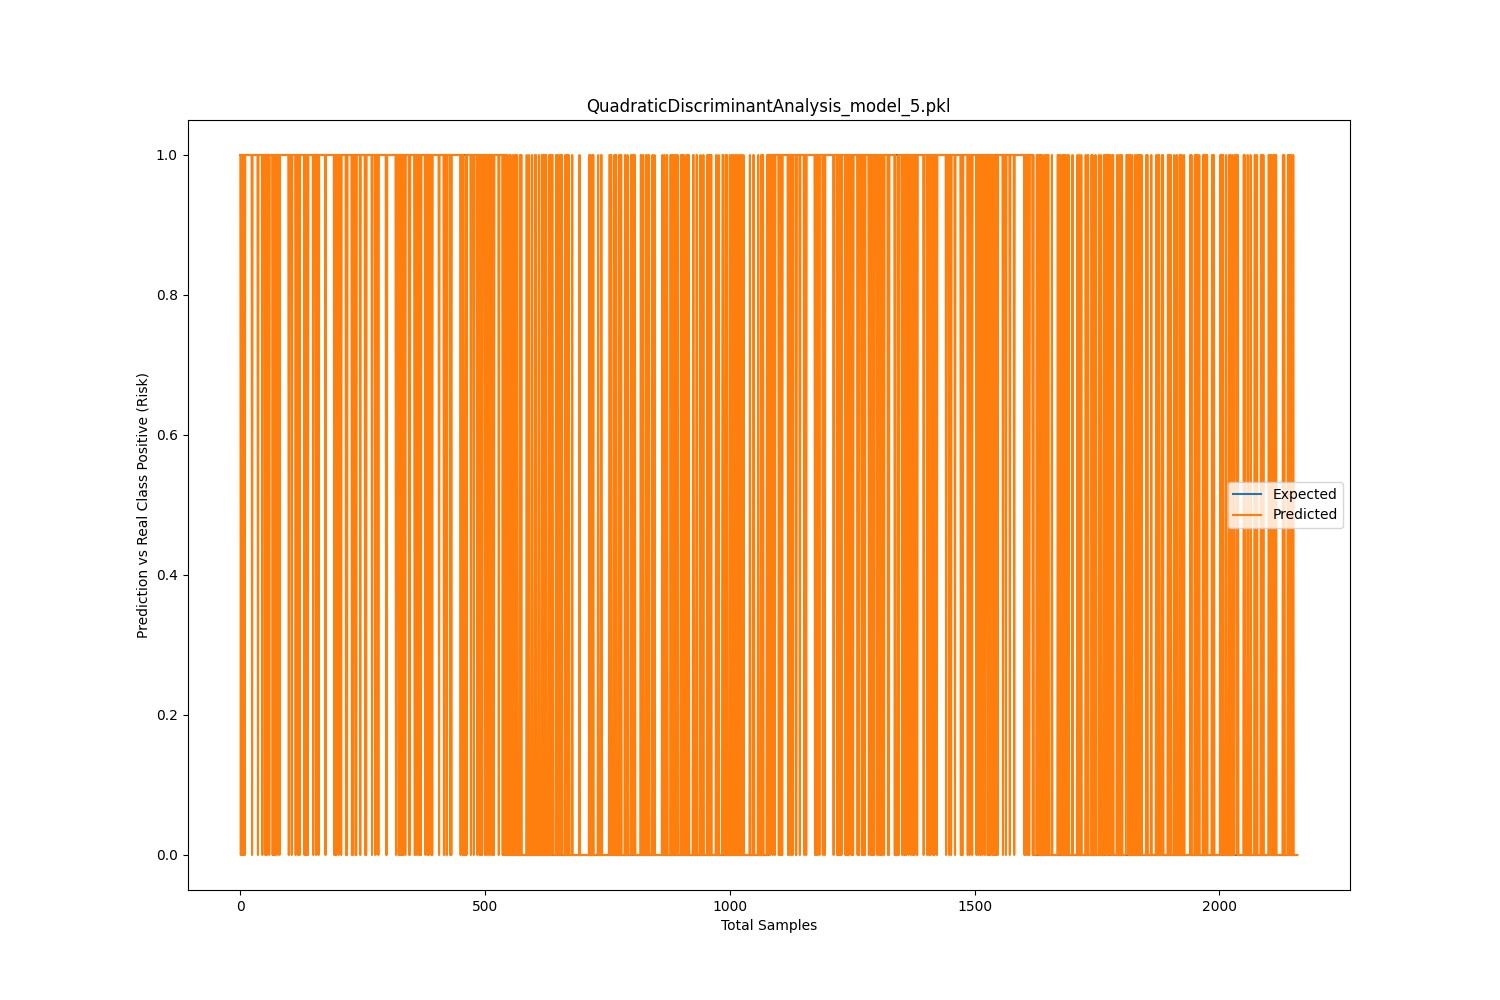 QuadraticDiscriminantAnalysis_model_5.pkl
1.0
0.8
0.6
0.4
0.2
0.0
Prediction vs Real Class Positive (Risk)
Expected
Predicted
0
500
1000
1500
2000
Total Samples